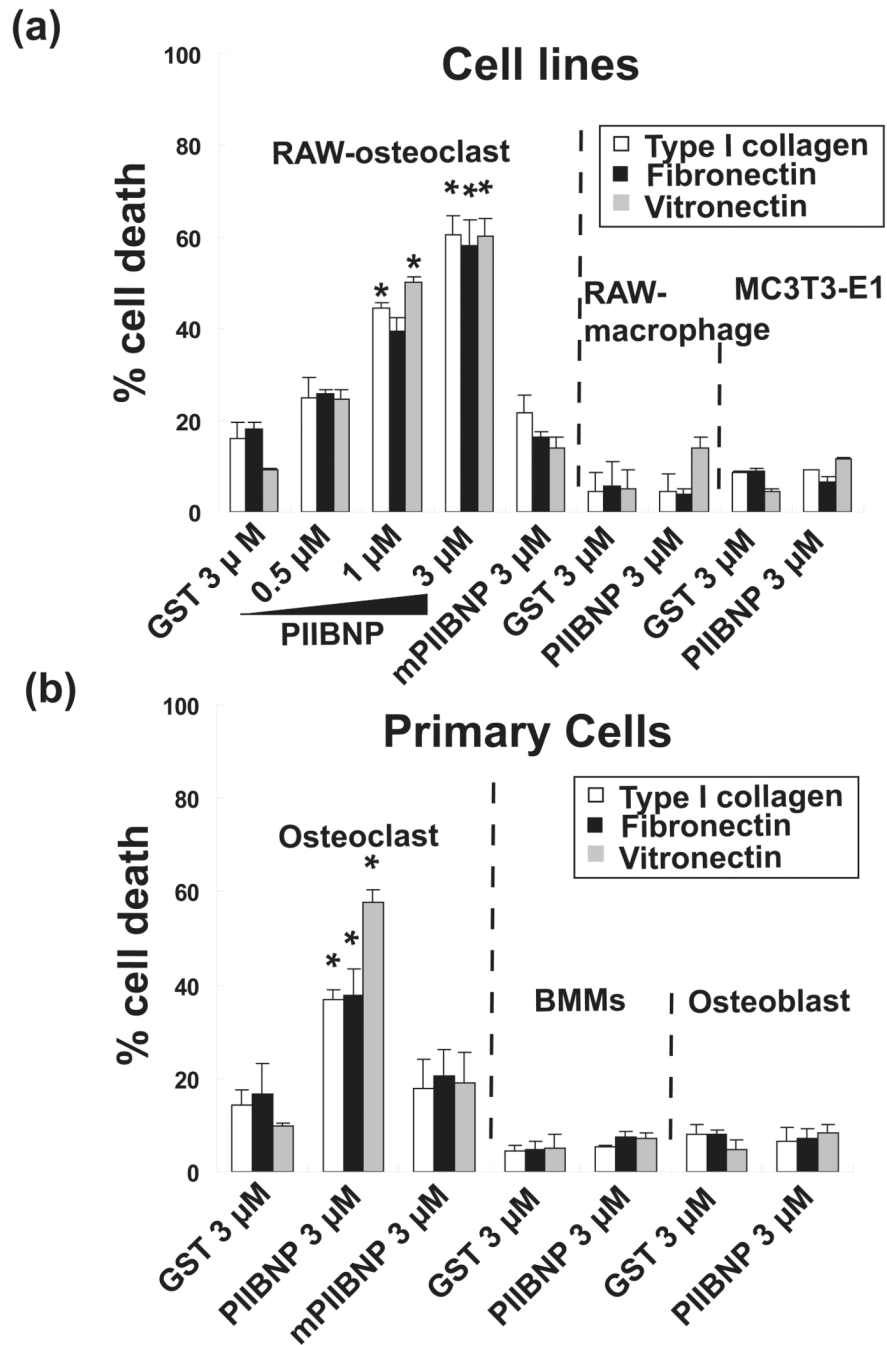 (a)
Cell lines
% cell death
100
80
60
40
20
0
RAW-osteoclast
* * * * *
Type I collagen
Fibronectin
Vitronectin
RAW-
macrophage
MC3T3-E1
GST 3 µ M
0.5 µM
1 µM
3 µM
mPIIBNP 3 µM
GST 3 µM
PIIBNP 3 µM
GST 3 µM
PIIBNP 3 µM
PIIBNP
(b)
Primary Cells
% cell death
100
80
60
40
20
0
Osteoclast
* * *
Type I collagen
Fibronectin
Vitronectin
BMMs
Osteoblast
GST 3 µM
PIIBNP 3 µM
mPIIBNP 3 µM
GST 3 µM
PIIBNP 3 µM
GST 3 µM
PIIBNP 3 µM